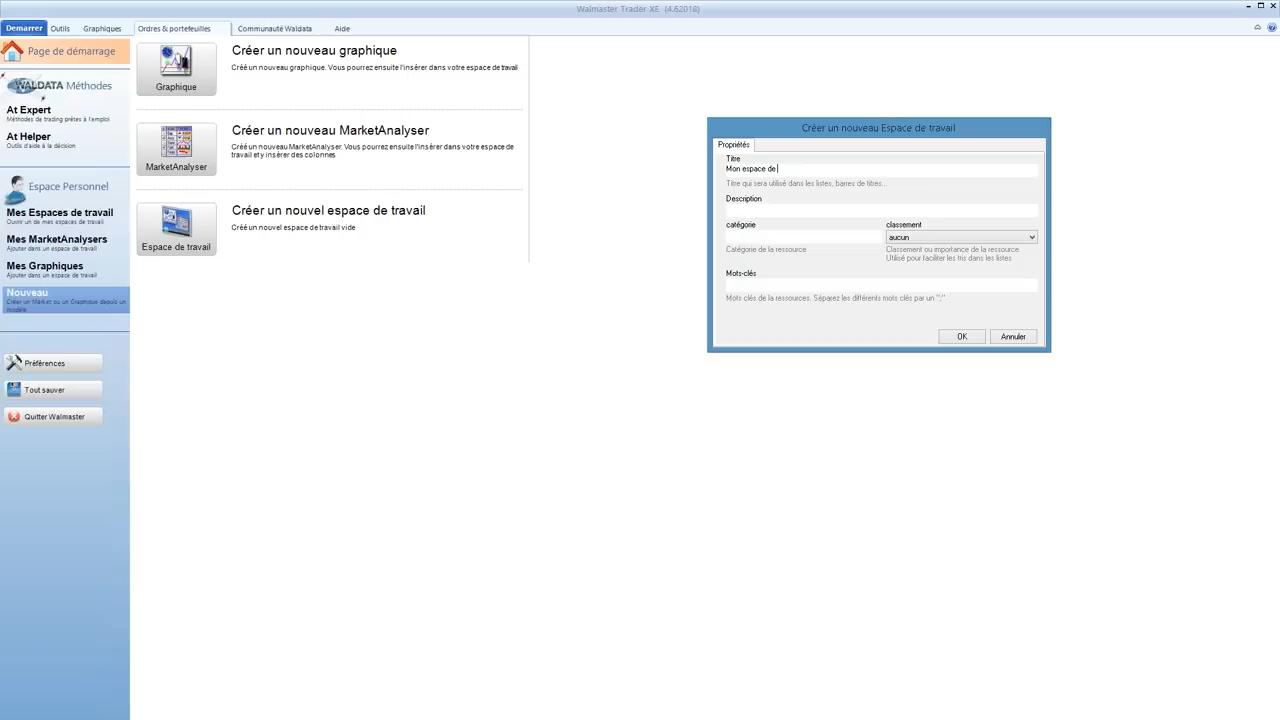 Walmaster Trader XE (4.62018)
Demarrer Outils Graphiques Ordres & portefeuilles Communauté Waldata Aide
Page de démarrage
WALDATA Méthodes
At Expert
Méthodes de trading prêtes à l'emploi
At Helper
Outils d'aide à la décision
Espace Personnel
Mes Espaces de travail
Ouvrir un de mes espaces de travail
Mes MarketAnalysers
Ajouter dans un espace de travail
Mes Graphiques
Ajouter dans un espace de travail
Nouveau
Créer un Market ou un Graphique depuis un
modèle
Préférences
Tout sauver
Quitter Walmaster
Graphique
Créer un nouveau graphique
Créé un nouveau graphique. Vous pourrez ensuite l'insérer dans votre espace de travail
MarketAnalyser
Créer un nouveau MarketAnalyser
Créé un nouveau MarketAnalyser. Vous pourrez ensuite l'insérer dans votre espace de
travail et y insérer des colonnes
Espace de travail
Créer un nouvel espace de travail
Créé un nouvel espace de travail vide
Créer un nouveau Espace de travail
Propriétés
Titre
Mon espace de
Titre qui sera utilisé dans les listes, barres de titres...
Description
catégorie
Catégorie de la ressource
classement
aucun
Classement ou importance de la ressource.
Utilisé pour faciliter les tris dans les listes
Mots-clés
Mots clés de la ressources. Séparez les différents mots clés par un ";"
OK Annuler